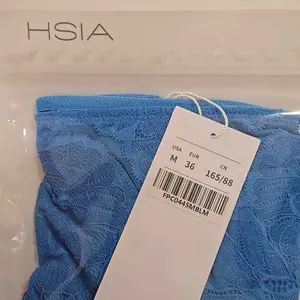 HSIA
USA EUR CN
M 36 165/88
FPC0445MBLM